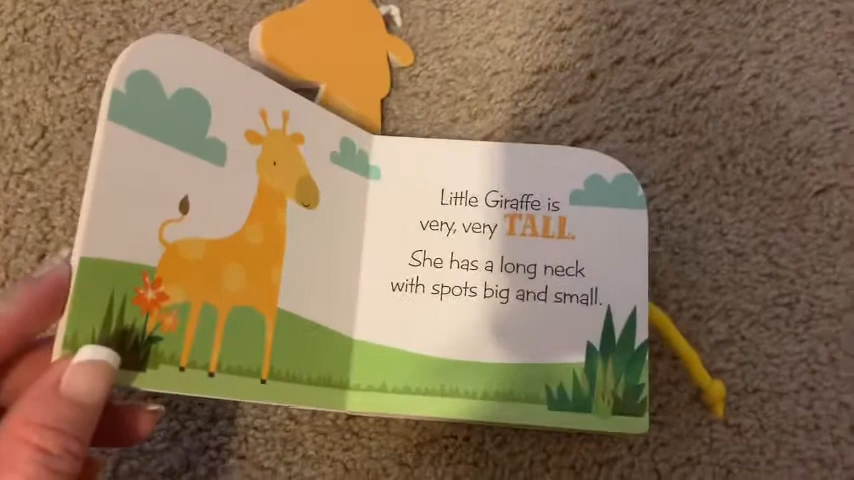 Little Giraffe is
very, very TALL.
She has a long neck
with spots big and small.